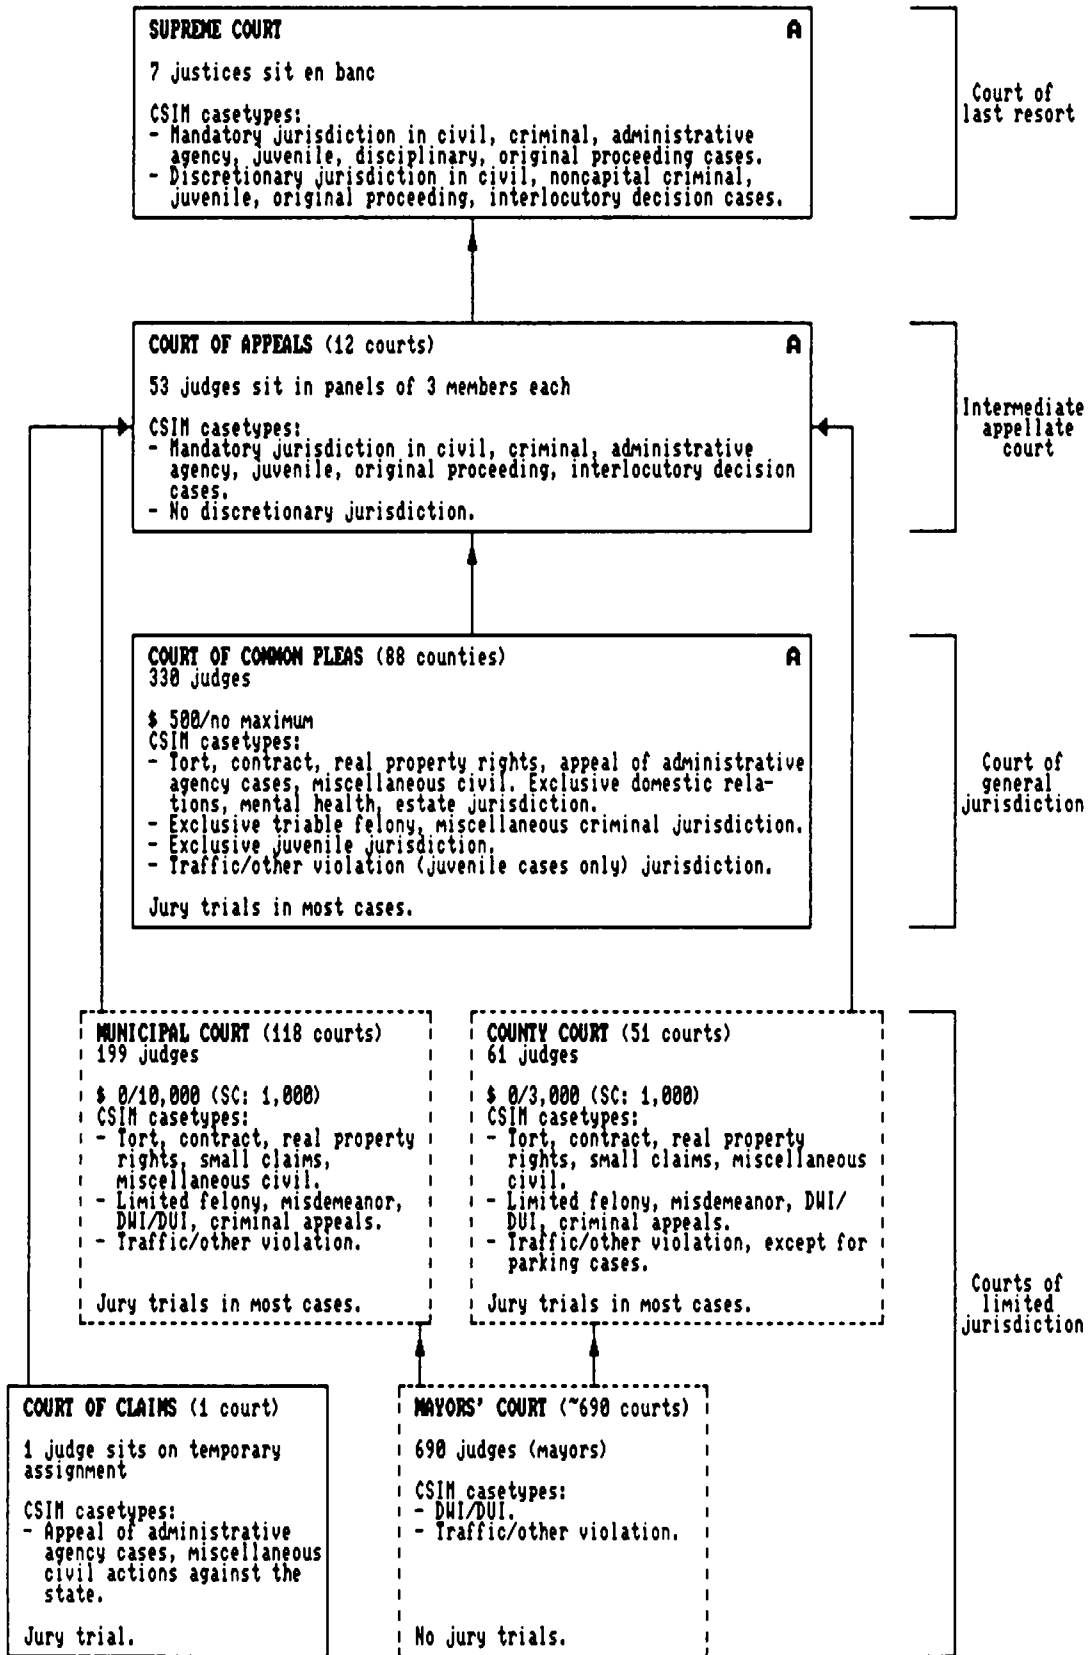 SUPREME COURT A
7 justices sit en banc
CSIM casetypes:
- Mandatory jurisdiction in civil, criminal, administrative
agency, juvenile, disciplinary, original proceeding cases.
- Discretionary jurisdiction in civil, noncapital criminal,
juvenile, original proceeding, interlocutory decision cases.
Court of
last resort
COURT OF APPEALS (12 courts) A
53 judges sit in panels of 3 members each
CSIM casetypes:
- Mandatory jurisdiction in civil, criminal, administrative
agency, juvenile, original proceeding, interlocutory decision
cases.
- No discretionary jurisdiction.
Intermediate
appellate
court
COURT OF COMMON PLEAS (88 counties) A
330 judges
$ 500/no maximum
CSIM casetypes:
- Tort, contract, real property rights, appeal of administrative
agency cases, miscellaneous civil. Exclusive domestic rela-
tions, mental health, estate jurisdiction.
- Exclusive triable felony, miscellaneous criminal jurisdiction.
- Exclusive juvenile jurisdiction.
- Traffic/other violation (juvenile cases only) jurisdiction.
Jury trials in most cases.
Court of
general
jurisdiction
MUNICIPAL COURT (118 courts)
199 judges
$ 0/10,000 (SC: 1,000)
CSIM casetypes:
- Tort, contract, real property
rights, small claims,
miscellaneous civil.
- Limited felony, misdemeanor,
DWI/DUI, criminal appeals.
- Traffic/other violation.
Jury trials in most cases.
COUNTY COURT (51 courts)
61 judges
$ 0/3,000 (SC: 1,000)
CSIM casetypes:
- Tort, contract, real property
rights, small claims, miscellaneous
civil.
- Limited felony, misdemeanor, DWI/
DUI, criminal appeals.
- Traffic/other violation, except for
parking cases.
Jury trials in most cases.
Courts of
limited
jurisdiction
COURT OF CLAIMS (1 court)
1 judge sits on temporary
assignment
CSIM casetypes:
- Appeal of administrative
agency cases, miscellaneous
civil actions against the
state.
Jury trial.
MAYORS' COURT (~690 courts)
690 judges (mayors)
CSIM casetypes:
- DWI/DUI.
- Traffic/other violation.
No jury trials.